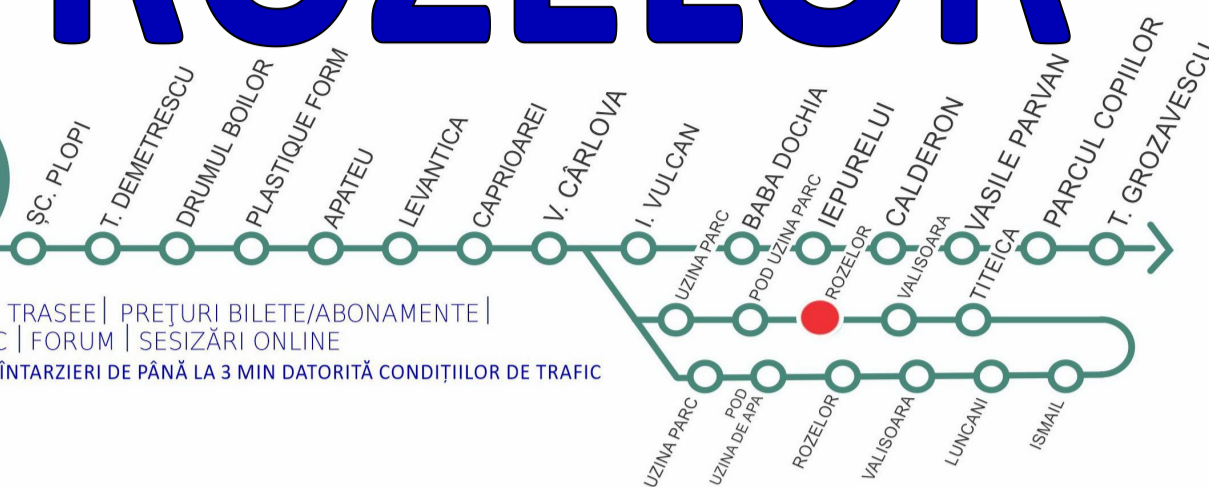 ROZELOR
ŞC. PLOPI
T. DEMETRESCU
DRUMUL BOILOR
PLASTIQUE FORM
APATEU
LEVANTICA
CAPRIOAREI
V. CÂRLOVA
I. VULCAN
BABA DOCHIA
IEPURELUI
CALDERON
VASILE PARVAN
PARCUL COPIILOR
T. GROZAVESCU
UZINA PARC
POD UZINA PARC
ROZELOR
VALISOARA
TITEICA
TRASEE| PREŢURI BILETE/ABONAMENTE|
C |FORUM |SESIZĂRI ONLINE
ÎNTARZIERI DE PÂNĂ LA 3 MIN DATORITĂ CONDIȚIILOR DE TRAFIC
UZINA PARC
POD
UZINA DE APA
ROZELOR
VALISOARA
LUNCANI
ISMAIL